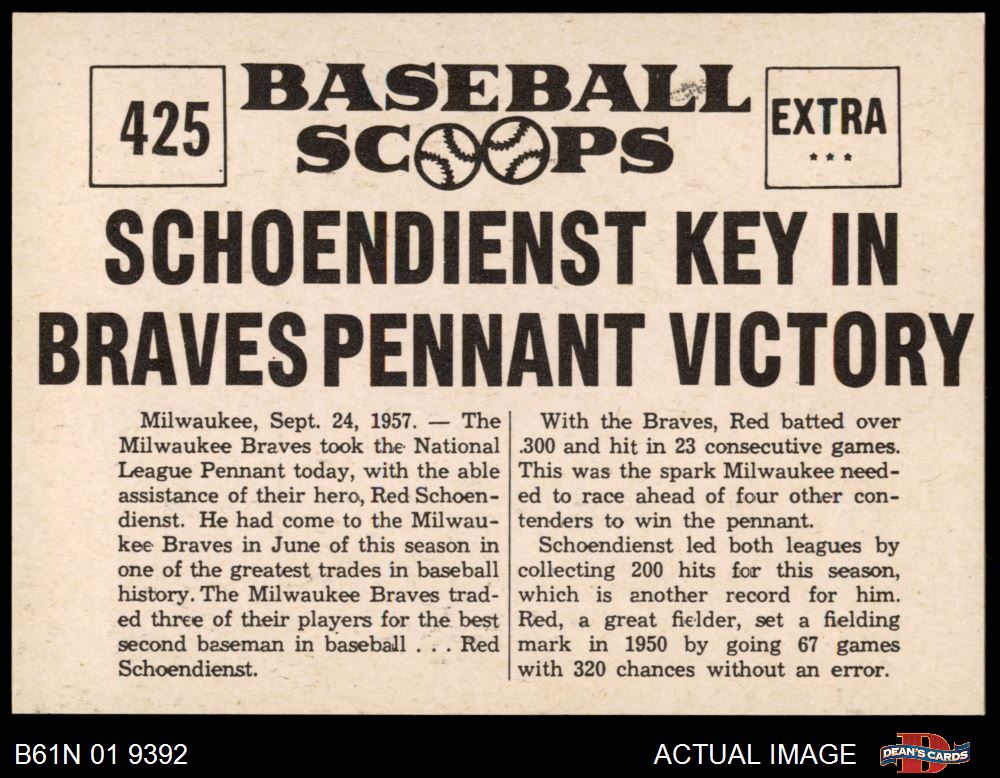 425
BASEBALL
SCOOPS
EXTRA
* * *
SCHOENDIENST KEY IN
BRAVES PENNANT VICTORY
Milwaukee, Sept. 24, 1957. — The
Milwaukee Braves took the National
League Pennant today, with the able
assistance of their hero, Red Schoen-
dienst. He had come to the Milwau-
kee Braves in June of this season in
one of the greatest trades in baseball
history. The Milwaukee Braves trad-
ed three of their players for the best
second baseman in baseball . . . Red
Schoendienst.
With the Braves, Red batted over
.300 and hit in 23 consecutive games.
This was the spark Milwaukee need-
ed to race ahead of four other con-
tenders to win the pennant.
Schoendienst led both leagues by
collecting 200 hits for this season,
which is another record for him.
Red, a great fielder, set a fielding
mark in 1950 by going 67 games
with 320 chances without an error.
B61N 01 9392
ACTUAL IMAGE
DEAN'S CARDS